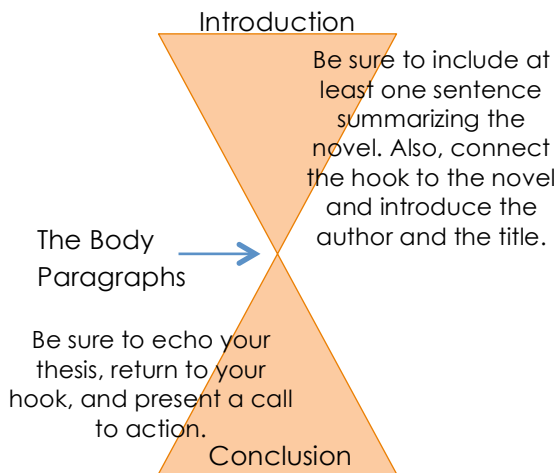 Introduction
Be sure to include at
least one sentence
summarizing the
novel. Also, connect
the hook to the novel
and introduce the
author and the title.
The Body
Paragraphs
Be sure to echo your
thesis, return to your
hook, and present a call
to action.
Conclusion